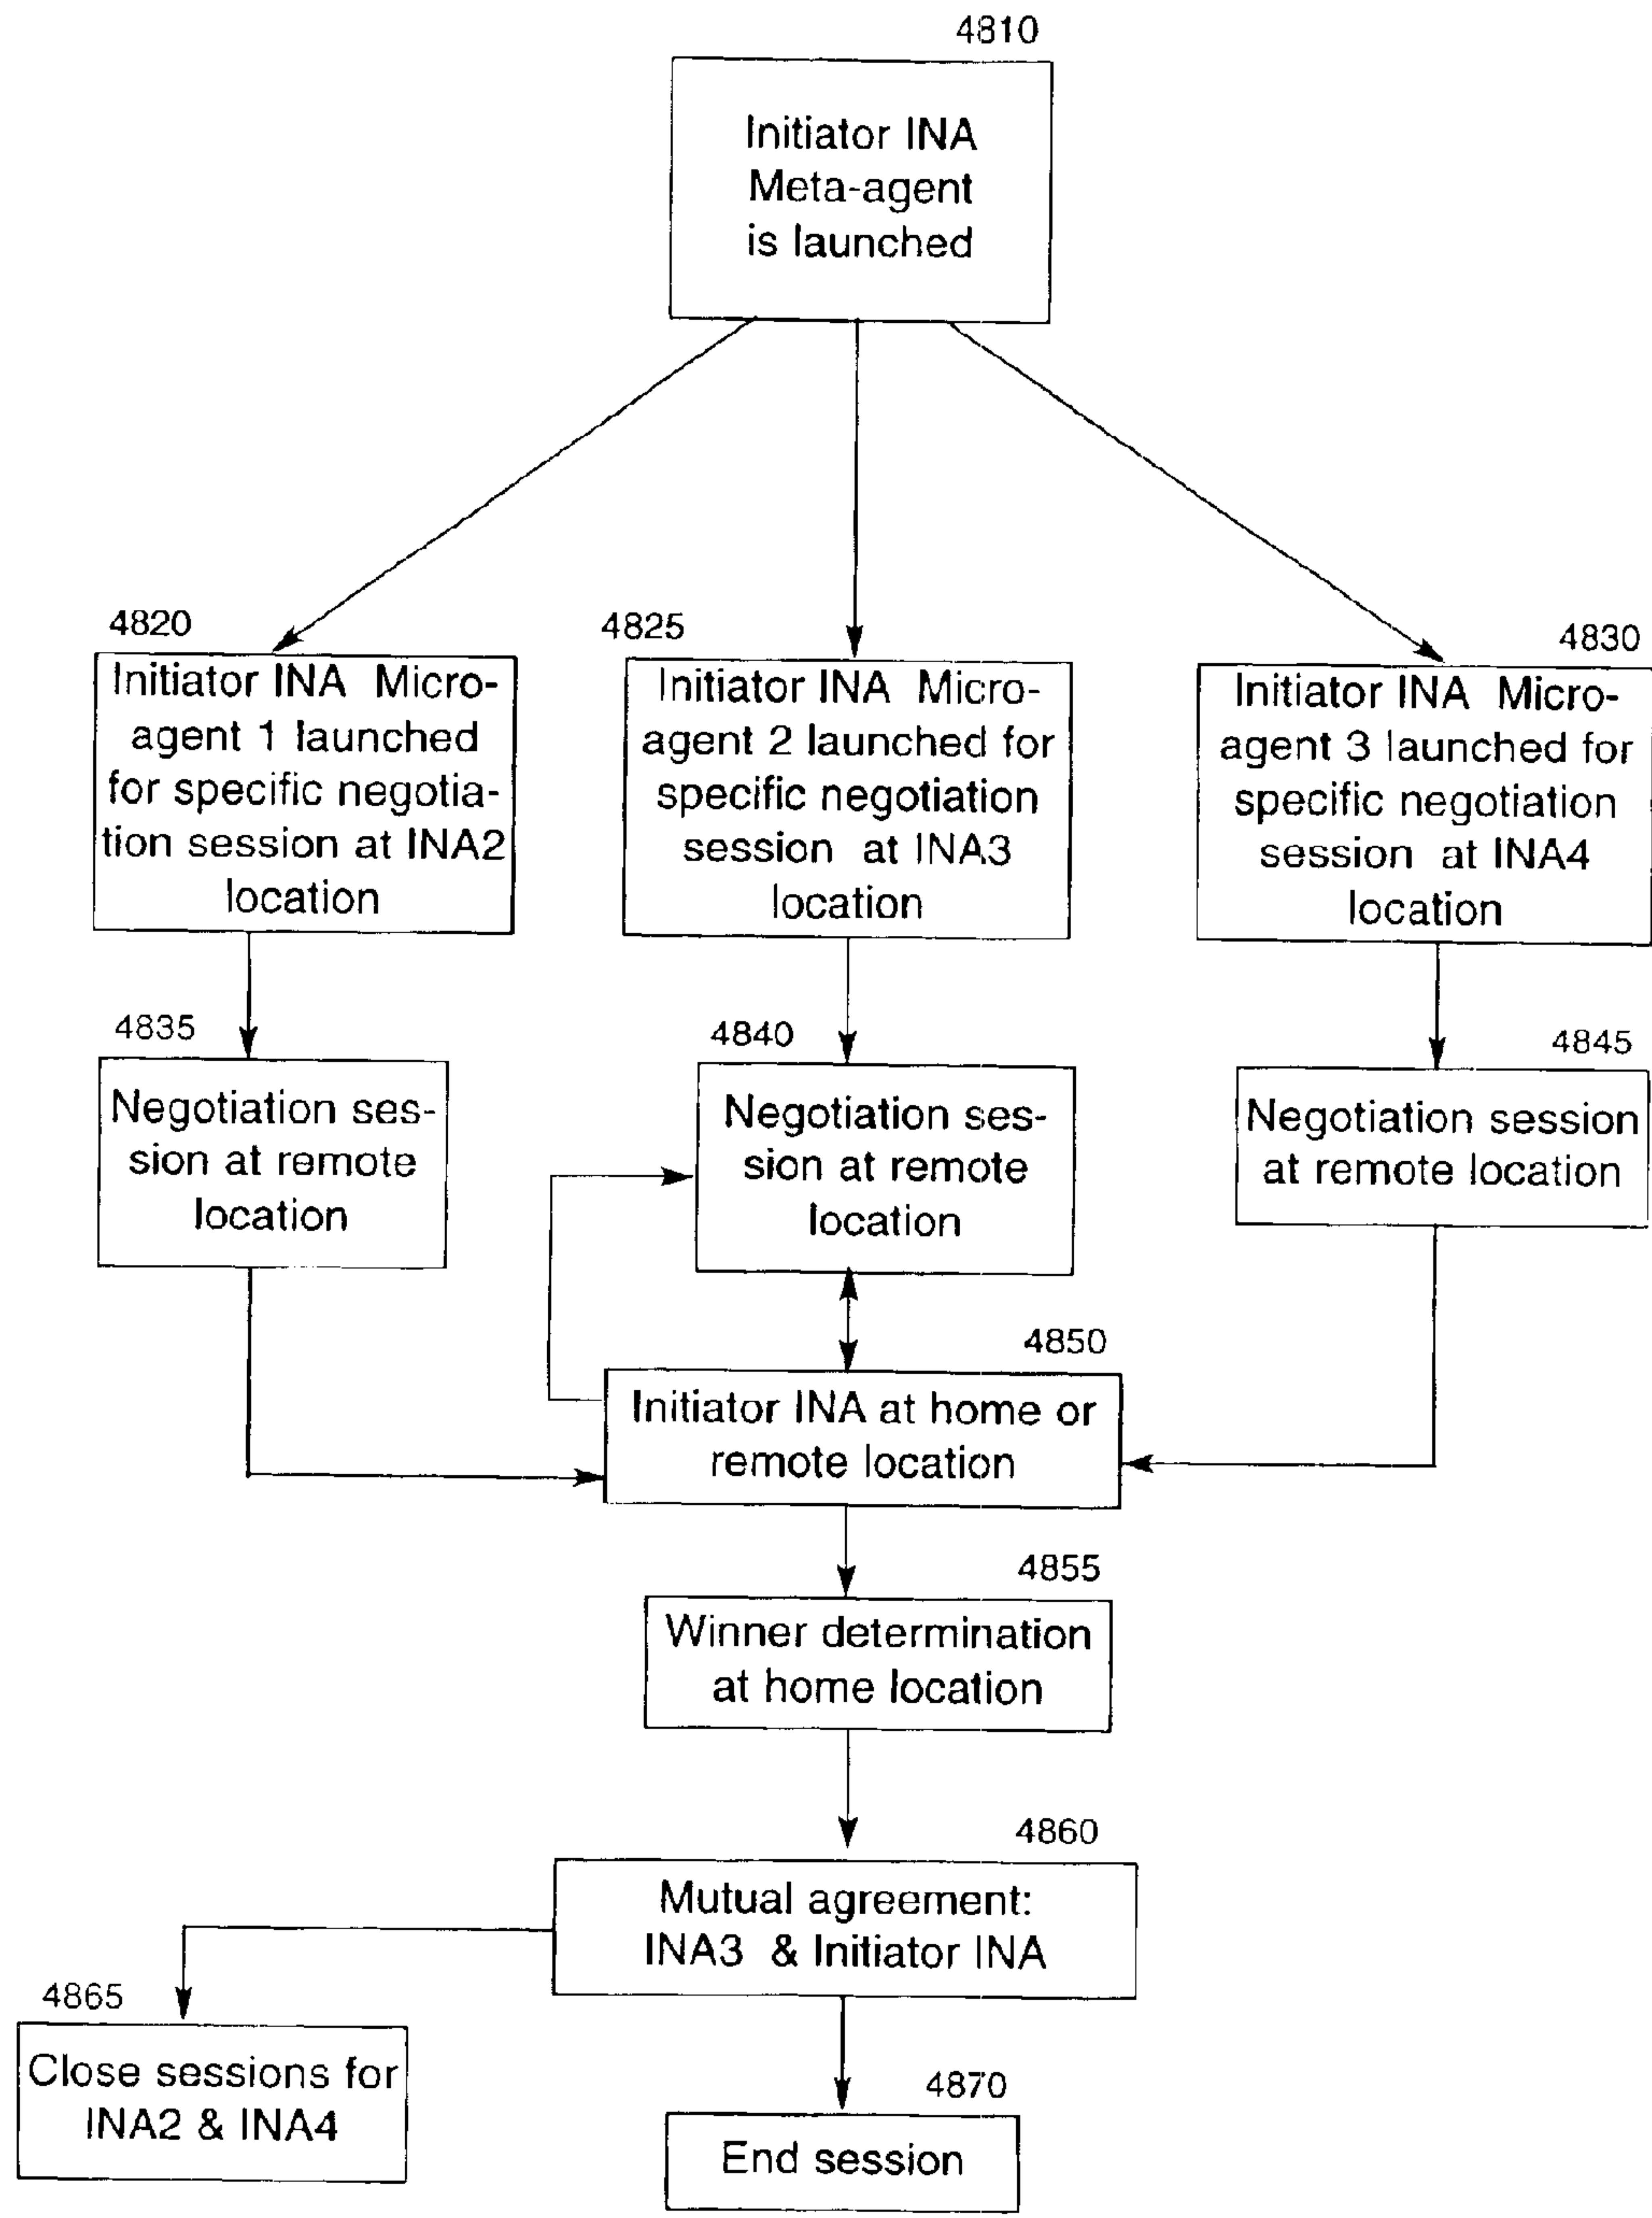 4810
Initiator INA
Meta-agent
is launched
4820
Initiator INA Micro-
agent 1 launched
for specific negotia-
tion session at INA2
location
4825
Initiator INA Micro-
agent 2 launched for
specific negotiation
session at INA3
location
4830
Initiator INA Micro-
agent 3 launched for
specific negotiation
session at INA4
location
4835
Negotiation ses-
sion at remote
location
4840
Negotiation ses-
sion at remote
location
4845
Negotiation session
at remote location
4850
Initiator INA at home or
remote location
4855
Winner determination
at home location
4860
Mutual agreement:
INA3 & Initiator INA
4865
Close sessions for
INA2 & INA4
4870
End session